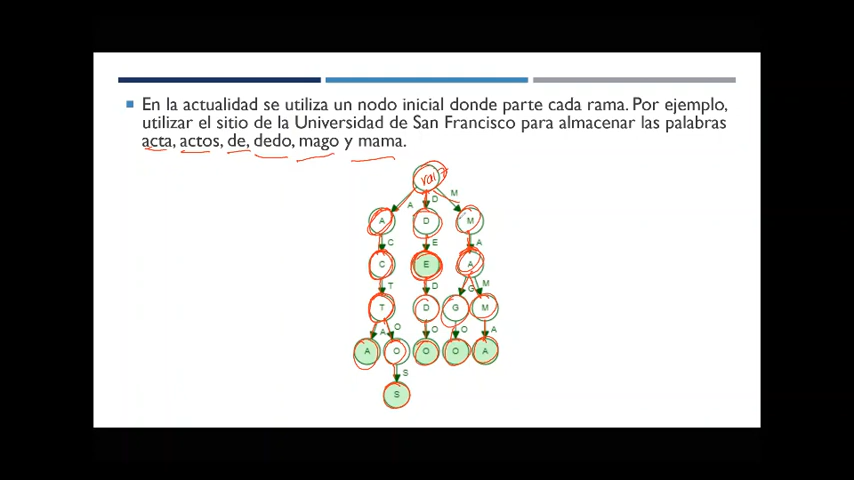 En la actualidad se utiliza un nodo inicial donde parte cada rama. Por ejemplo,
utilizar el sitio de la Universidad de San Francisco para almacenar las palabras
acta, actos, de, dedo, mago y mama.
raiz
A D M
A D M
C E A
C E A
T D G M
T D G M
A O O O A
A O O O A
S
S